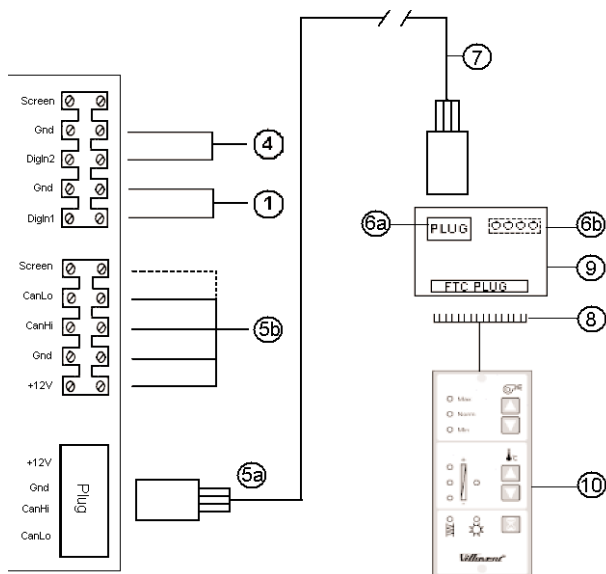 7
Screen
Gnd
DigIn2
Gnd
DigIn1
4
1
6a
PLUG
6b
9
FTC PLUG
8
Screen
CanLo
CanHi
Gnd
+12V
5b
Max
Norm
Min
°C
10
+12V
Gnd
CanHi
CanLo
Plug
5a
Villavent